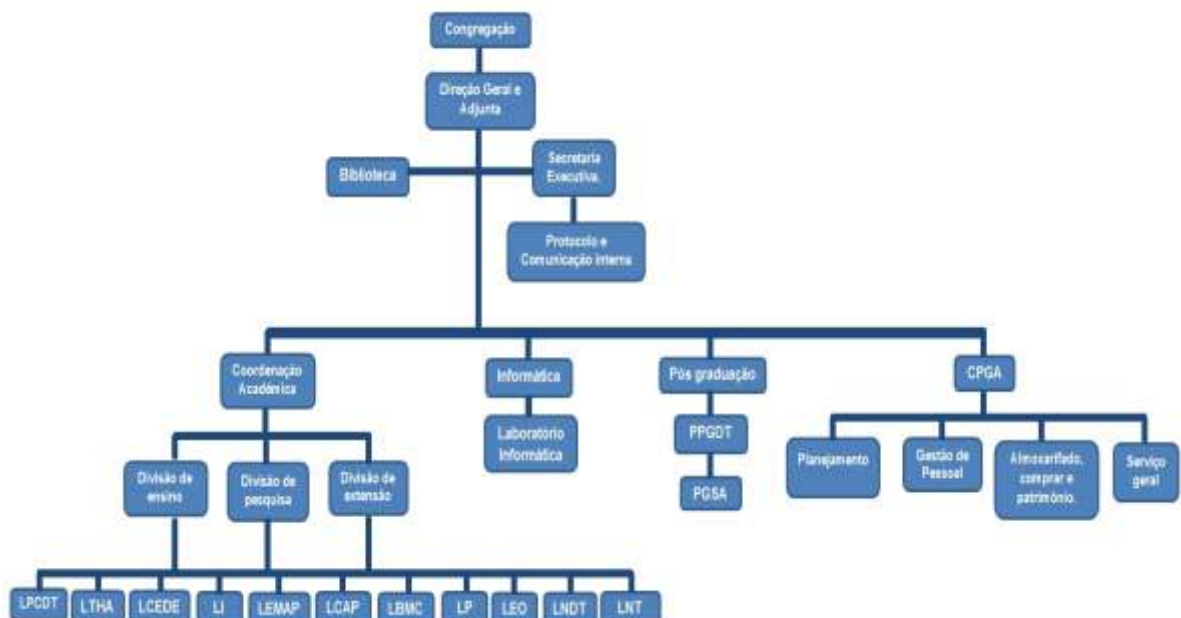 Congregação
Direção Geral e
Adjunta
Biblioteca
Secretaria
Executiva.
Protocolo e
Comunicação interna
Coordenação
Acadêmica
Informática
Pós graduação
CPGA
Laboratório
Informática
PPGDT
PGSA
Planejamento
Gestão de
Pessoal
Almoxarifado,
comprar e
patrimônio.
Serviço
geral
Divisão de
ensino
Divisão de
pesquisa
Divisão de
extensão
LPCDT
LTHA
LCEDE
LI
LEMAP
LCAP
LBMC
LP
LEO
LNDT
LNT